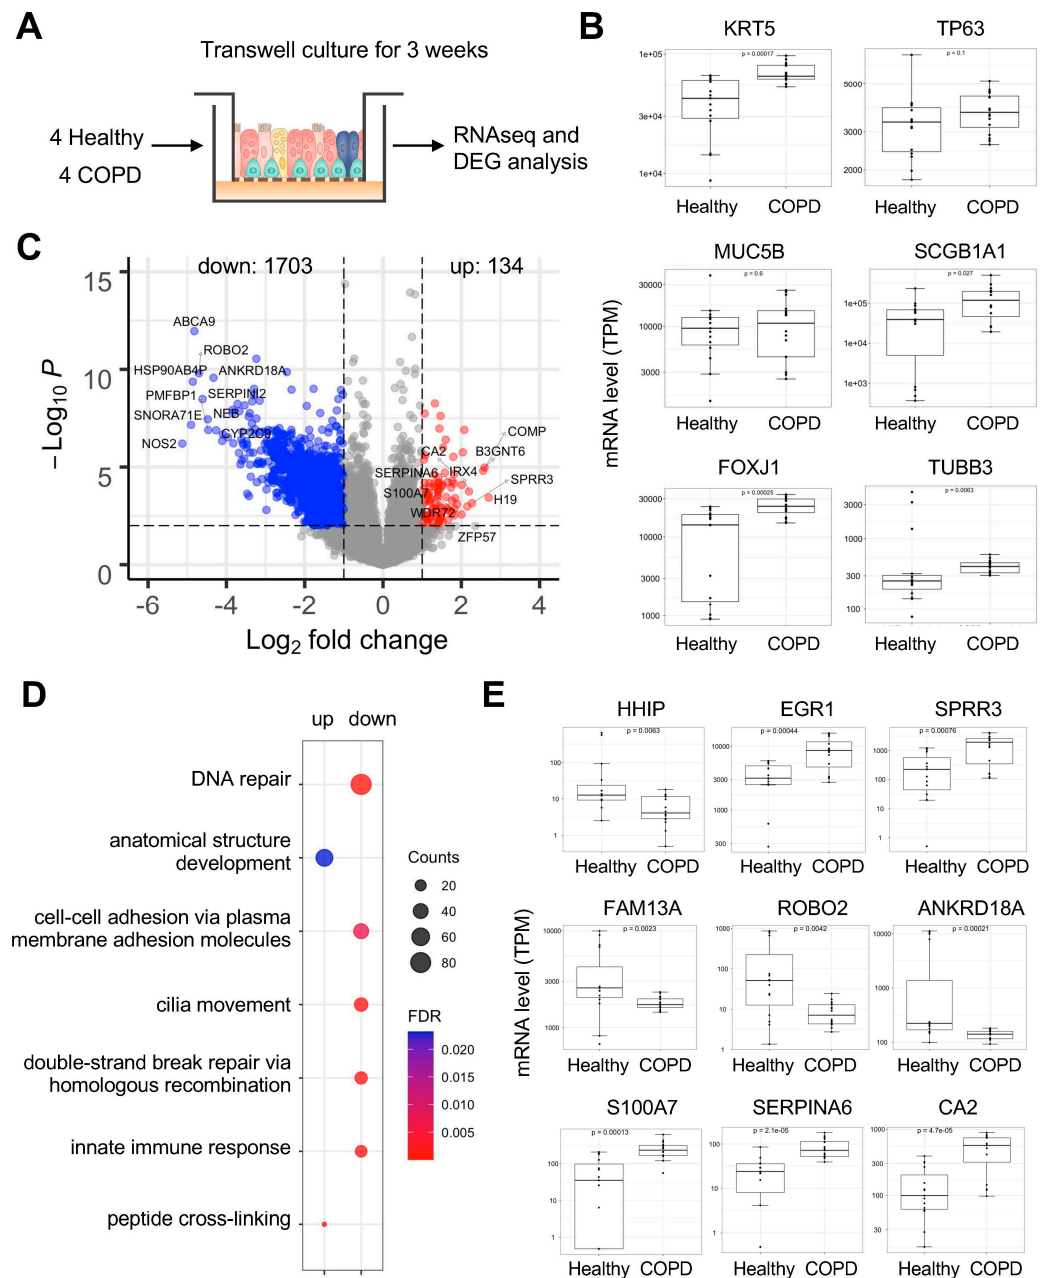 A
Transwell culture for 3 weeks
4 Healthy
4 COPD
RNAseq and
DEG analysis
B
mRNA level (TPM)
KRT5
p = 0.00017
1e+05
3e+04
1e+04
Healthy COPD
TP63
p = 0.1
5000
3000
2000
Healthy COPD
MUC5B
p = 0.6
30000
10000
3000
SCGB1A1
p = 0.027
1e+05
1e+04
1e+03
FOXJ1
p = 0.00025
30000
10000
3000
1000
Healthy COPD
TUBB3
p = 0.0063
3000
1000
300
100
Healthy COPD
C
down: 1703
up: 134
15
10
5
0
– Log10 P
ABCA9
ROBO2
HSP90AB4P
ANKRD18A
PMFBP1
SERPINI2
SNORA71E
NEB
NOS2
CYP2C9
COMP
CA2
B3GNT6
SERPINA6
IRX4
SPRR3
S100A7
H19
WDR72
ZFP57
-6 -4 -2 0 2 4
Log2 fold change
D
up down
DNA repair
anatomical structure
development
cell-cell adhesion via plasma
membrane adhesion molecules
cilia movement
double-strand break repair via
homologous recombination
innate immune response
peptide cross-linking
Counts
20
40
60
80
FDR
0.020
0.015
0.010
0.005
E
mRNA level (TPM)
HHIP
p = 0.0063
100
10
1
Healthy COPD
EGR1
p = 0.00044
10000
3000
1000
300
Healthy COPD
SPRR3
p = 0.00076
1000
100
10
1
Healthy COPD
FAM13A
p = 0.0023
10000
3000
1000
Healthy COPD
ROBO2
p = 0.0042
1000
100
10
1
Healthy COPD
ANKRD18A
p = 0.00021
10000
1000
100
Healthy COPD
S100A7
p = 0.00013
100
10
1
Healthy COPD
SERPINA6
p = 2.1e-05
100
10
1
Healthy COPD
CA2
p = 4.7e-05
1000
300
100
30
Healthy COPD